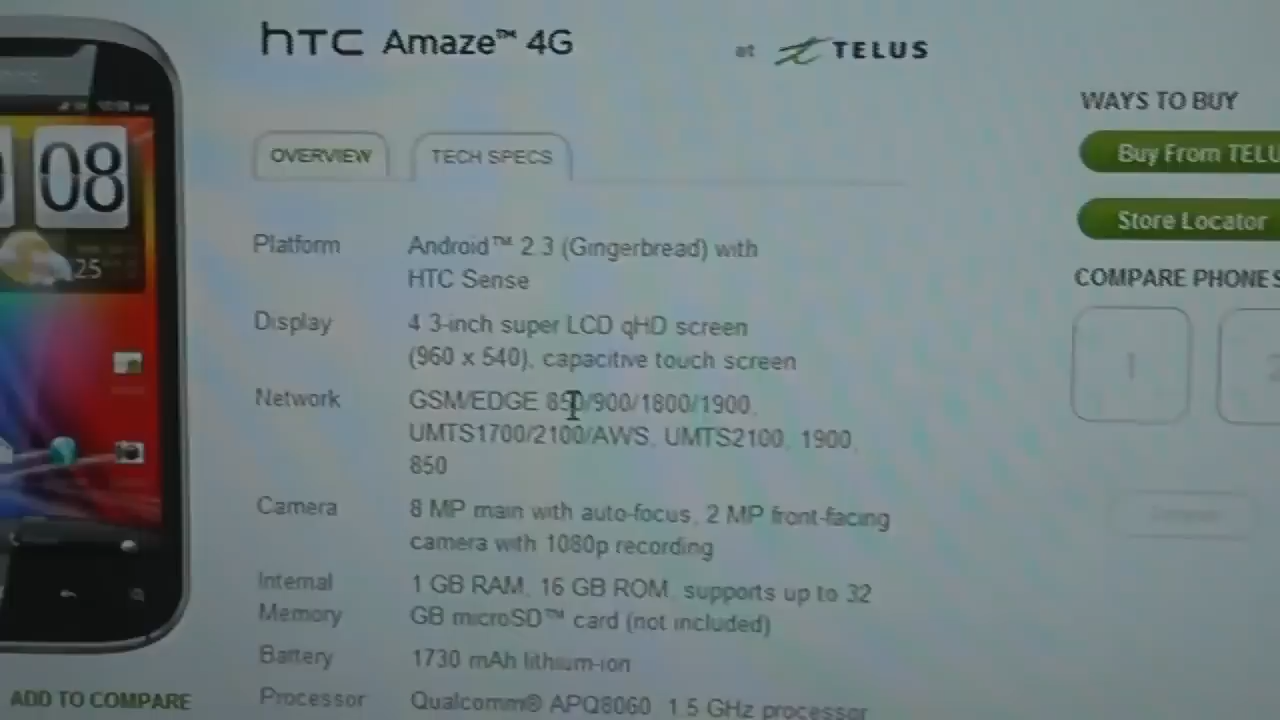 hTC Amaze™ 4G
at TELUS
WAYS TO BUY
Buy From TELU
Store Locator
COMPARE PHONES
1
OVERVIEW
TECH SPECS
08
25
Platform
Android™ 2.3 (Gingerbread) with
HTC Sense
Display
4 3-inch super LCD qHD screen
(960 x 540), capacitive touch screen
Network
GSM/EDGE 850/900/1800/1900,
UMTS1700/2100/AWS, UMTS2100, 1900,
850
Camera
8 MP main with auto-focus, 2 MP front-facing
camera with 1080p recording
Internal
Memory
1 GB RAM, 16 GB ROM, supports up to 32
GB microSD™ card (not included)
Battery
1730 mAh lithium-ion
Processor
Qualcomm® APQ8060 1.5 GHz processor
ADD TO COMPARE